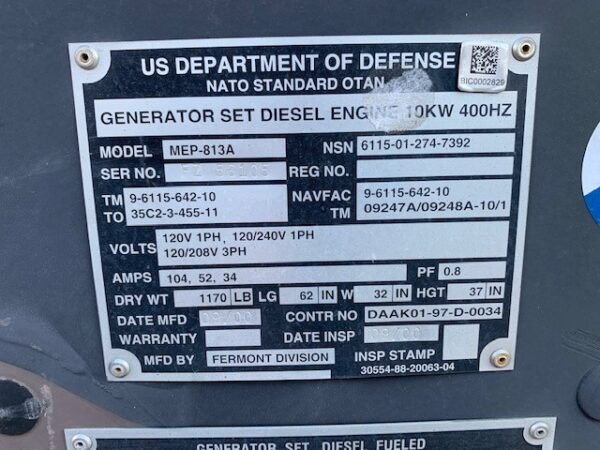 US DEPARTMENT OF DEFENSE
NATO STANDARD OTAN
BIC0002829
GENERATOR SET DIESEL ENGINE 10KW 400HZ
MODEL MEP-813A NSN 6115-01-274-7392
SER NO. REG NO.
TM 9-6115-642-10 NAVFAC 9-6115-642-10
TO 35C2-3-455-11 TM 09247A/09248A-10/1
VOLTS 120V 1PH, 120/240V 1PH
120/208V 3PH
AMPS 104, 52, 34 PF 0.8
DRY WT 1170 LB LG 62 IN W 32 IN HGT 37 IN
DATE MFD 09/00 CONTR NO DAAK01-97-D-0034
WARRANTY DATE INSP 09/00
MFD BY FERMONT DIVISION INSP STAMP
30554-88-20063-04
GENERATOR SET, DIESEL FUELED